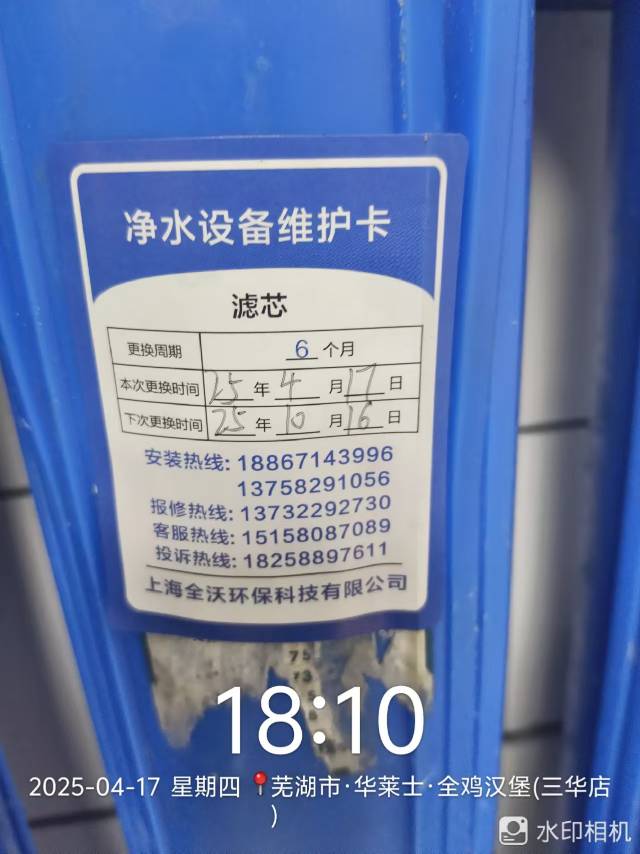 净水设备维护卡
滤芯
更换周期 6 个月
本次更换时间 25 年 4 月 17 日
下次更换时间 25 年 10 月 16 日
安装热线: 18867143996
13758291056
报修热线: 13732292730
客服热线: 15158087089
投诉热线: 18258897611
上海全沃环保科技有限公司
75
73
18:10
2025-04-17 星期四 芜湖市·华莱士·全鸡汉堡(三华店
)
水印相机